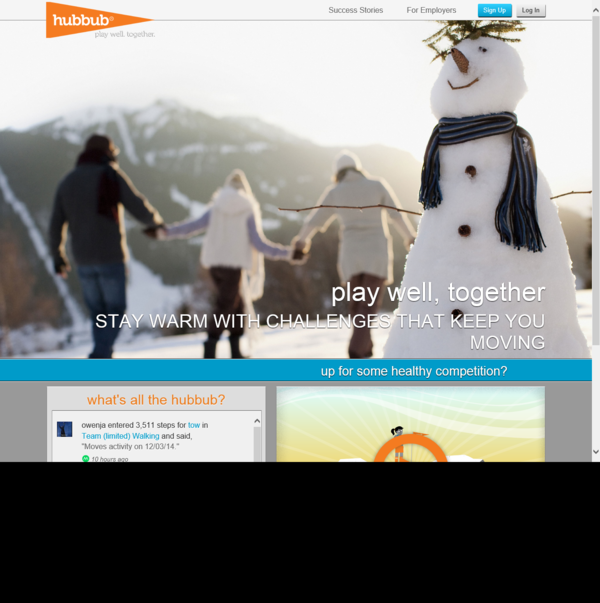 hubbub®
play well. together.
Success Stories
For Employers
Sign Up
Log In
play well, together
STAY WARM WITH CHALLENGES THAT KEEP YOU
MOVING
up for some healthy competition?
what's all the hubbub?
owenja entered 3,511 steps for tow in
Team (limited) Walking and said,
"Moves activity on 12/03/14."
10 hours ago.